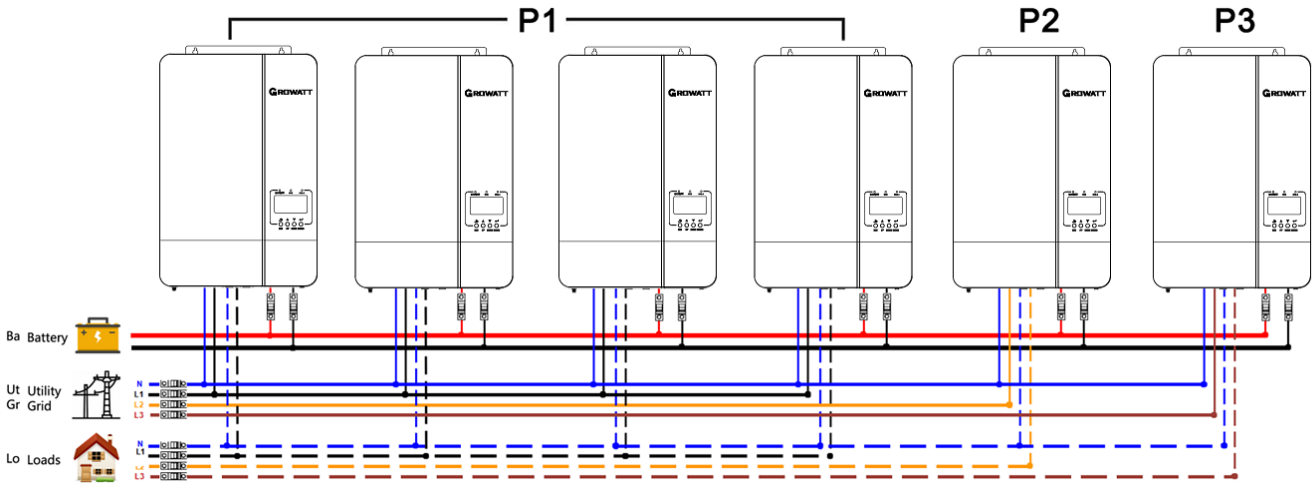 P1 P2 P3
GROWATT GROWATT GROWATT GROWATT GROWATT GROWATT
Ba Battery
Ut Utility
Gr Grid
N
L1
L2
L3
Lo Loads
N
L1
L2
L3